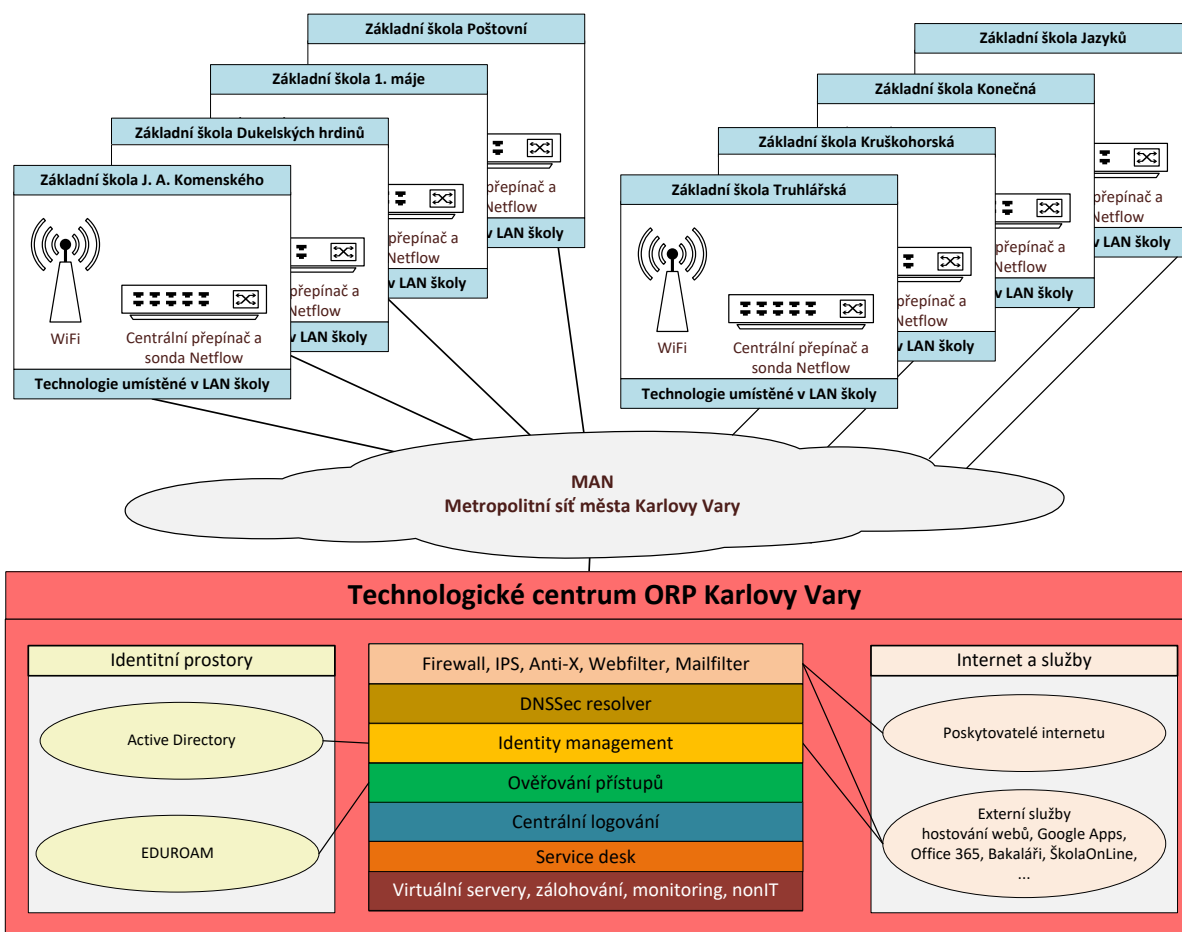 Základní škola Poštovní
Základní škola 1. máje
Základní škola Dukelských hrdinů
Základní škola J. A. Komenského
WiFi
Centrální přepínač a
sonda Netflow
Technologie umístěné v LAN školy
přepínač a
Netflow
v LAN školy
přepínač a
Netflow
v LAN školy
přepínač a
Netflow
v LAN školy
Základní škola Jazyků
Základní škola Konečná
Základní škola Kruškohorská
Základní škola Truhlářská
WiFi
Centrální přepínač a
sonda Netflow
Technologie umístěné v LAN školy
přepínač a
Netflow
v LAN školy
přepínač a
Netflow
v LAN školy
přepínač a
Netflow
v LAN školy
MAN
Metropolitní síť města Karlovy Vary
Technologické centrum ORP Karlovy Vary
Identitní prostory
Active Directory
EDUROAM
Firewall, IPS, Anti-X, Webfilter, Mailfilter
DNSSec resolver
Identity management
Ověřování přístupů
Centrální logování
Service desk
Virtuální servery, zálohování, monitoring, nonIT
Internet a služby
Poskytovatelé internetu
Externí služby
hostování webů, Google Apps,
Office 365, Bakaláři, ŠkolaOnLine,
...